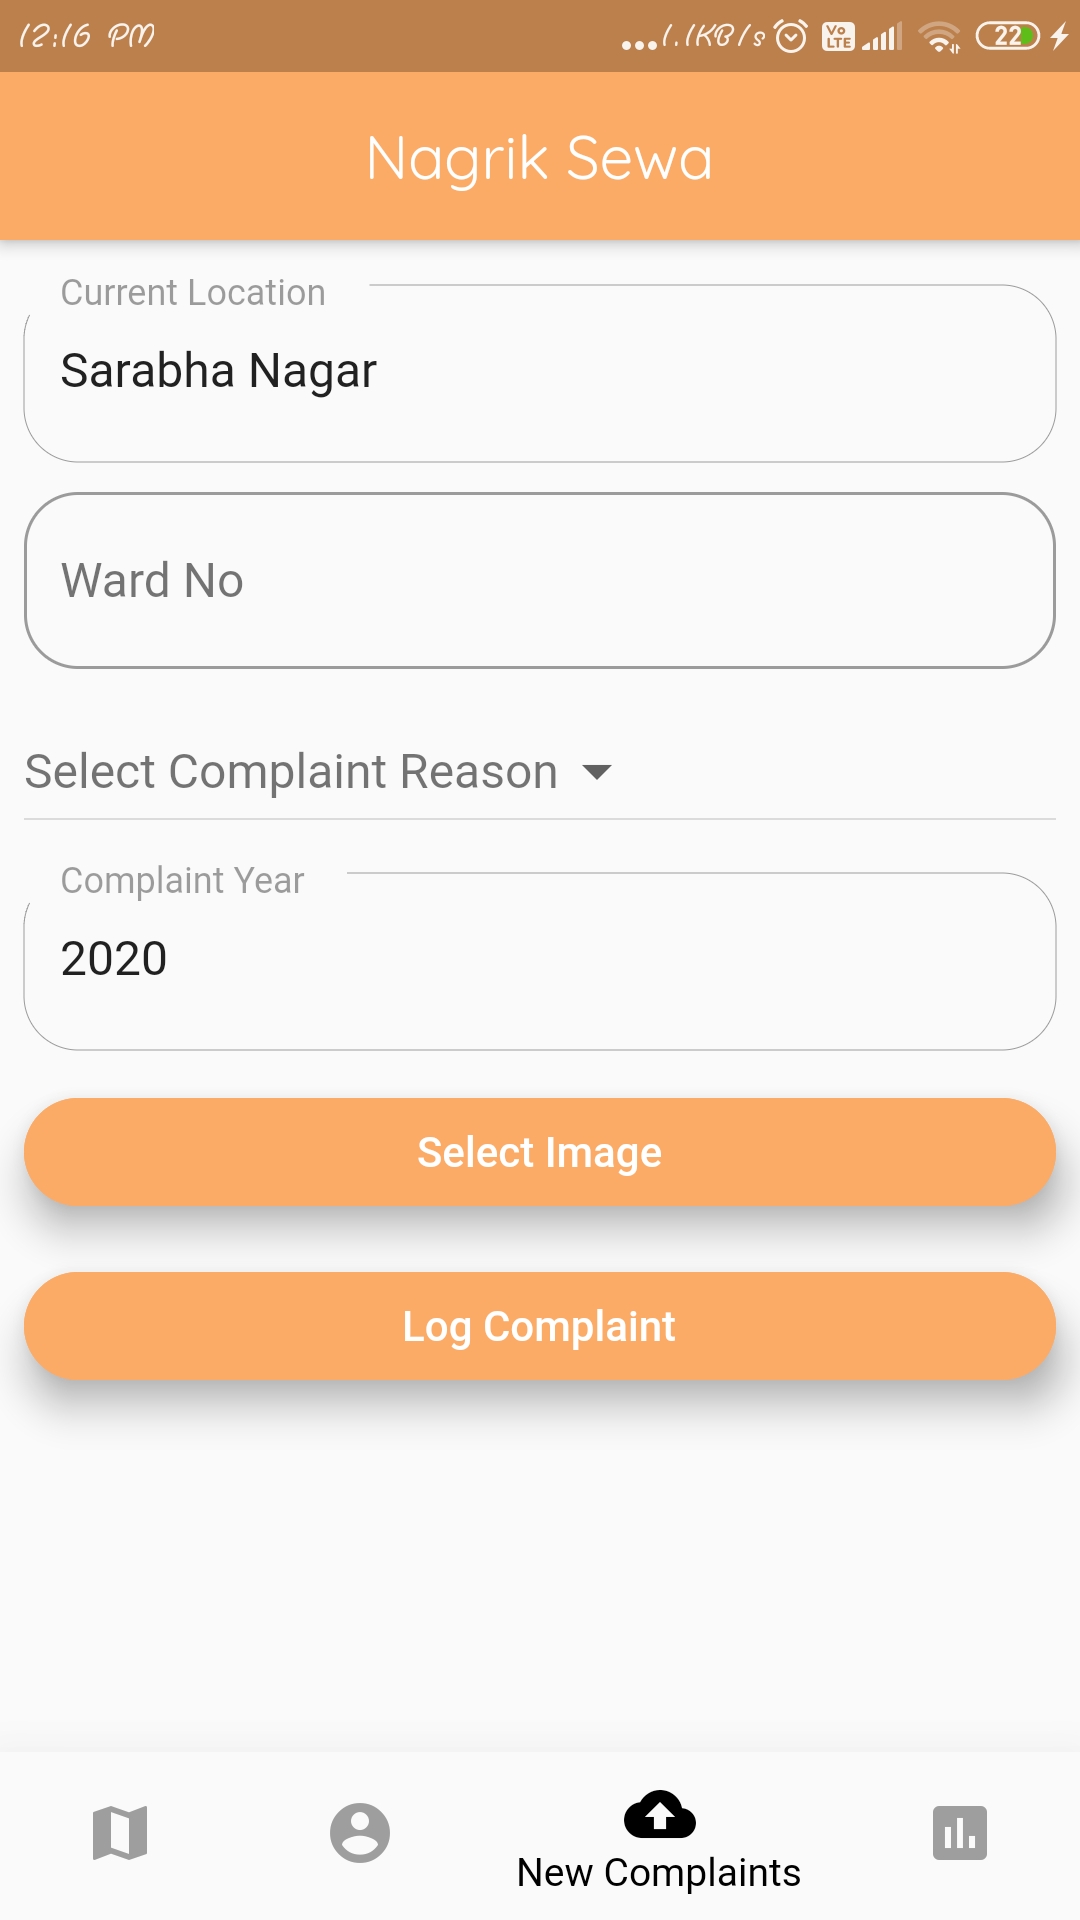 12:16 PM
...1.1KB/s
Vo
LTE
22
Nagrik Sewa
Current Location
Sarabha Nagar
Ward No
Select Complaint Reason
Complaint Year
2020
Select Image
Log Complaint
New Complaints